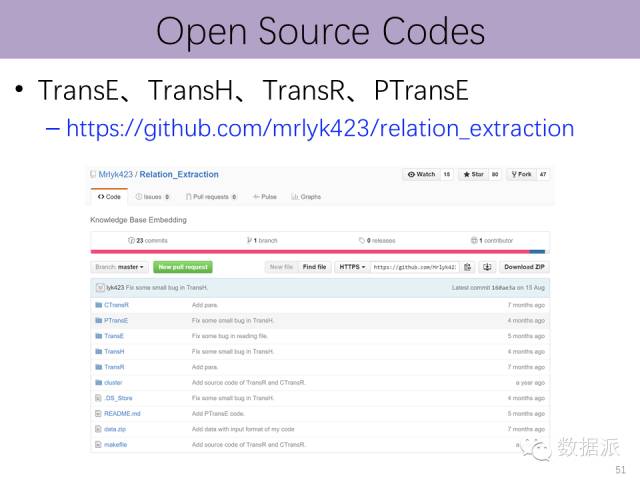 Open Source Codes
• TransE、TransH、TransR、PTransE
– https://github.com/mrlyk423/relation_extraction
Mrlyk423 / Relation_Extraction
Watch 15 Star 80 Fork 47
Code Issues 0 Pull requests 0 Pulse Graphs
Knowledge Base Embedding
23 commits 1 branch 0 releases 1 contributor
Branch: master New pull request New file Find file HTTPS https://github.com/Mrlyk42 Download ZIP
lyk423 Fix some small bug in TransH. Latest commit on 15 Aug
CTransR Add para. 7 months ago
PTransE Fix some small bug in TransH. 4 months ago
TransE Fix some bug in reading file. 5 months ago
TransH Fix some small bug in TransH. 4 months ago
TransR Add para. 7 months ago
cluster Add source code of TransR and CTransR. a year ago
.DS_Store Fix some small bug in TransH. 4 months ago
README.md Add PTransE code. 5 months ago
data.zip Add data with input format of my code 7 months ago
makefile Add source code of TransR and CTransR.
数据派
51